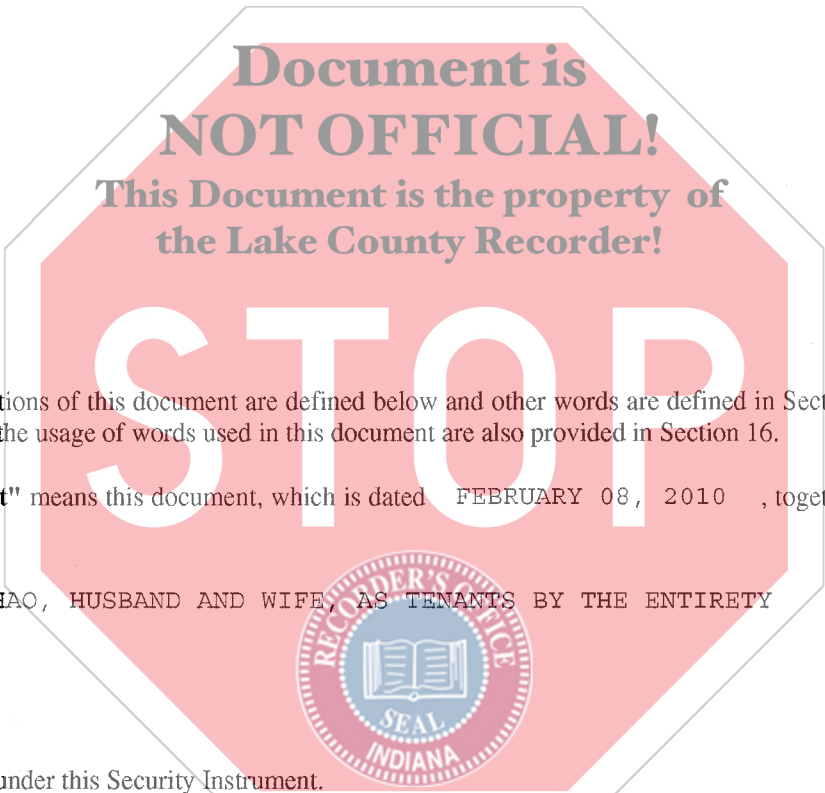 Document is
NOT OFFICIAL!
This Document is the property of
the Lake County Recorder!
STOP
tions of this document are defined below and other words are defined in Sect
the usage of words used in this document are also provided in Section 16.
t" means this document, which is dated FEBRUARY 08, 2010 , toget
HAO, HUSBAND AND WIFE, AS TENANTS BY THE ENTIRETY
RECORDER'S OFFICE
SEAL
INDIANA
under this Security Instrument.